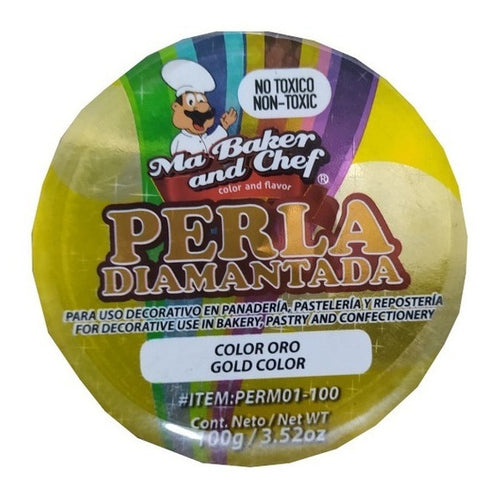 NO TOXICO
NON-TOXIC
Ma Baker
and Chef®
color and flavor
PERLA
DIAMANTADA
PARA USO DECORATIVO EN PANADERÍA, PASTELERÍA Y REPOSTERÍA
FOR DECORATIVE USE IN BAKERY, PASTRY AND CONFECTIONERY
COLOR ORO
GOLD COLOR
#ITEM:PERM01-100
Cont. Neto / Net WT
100g / 3.52oz